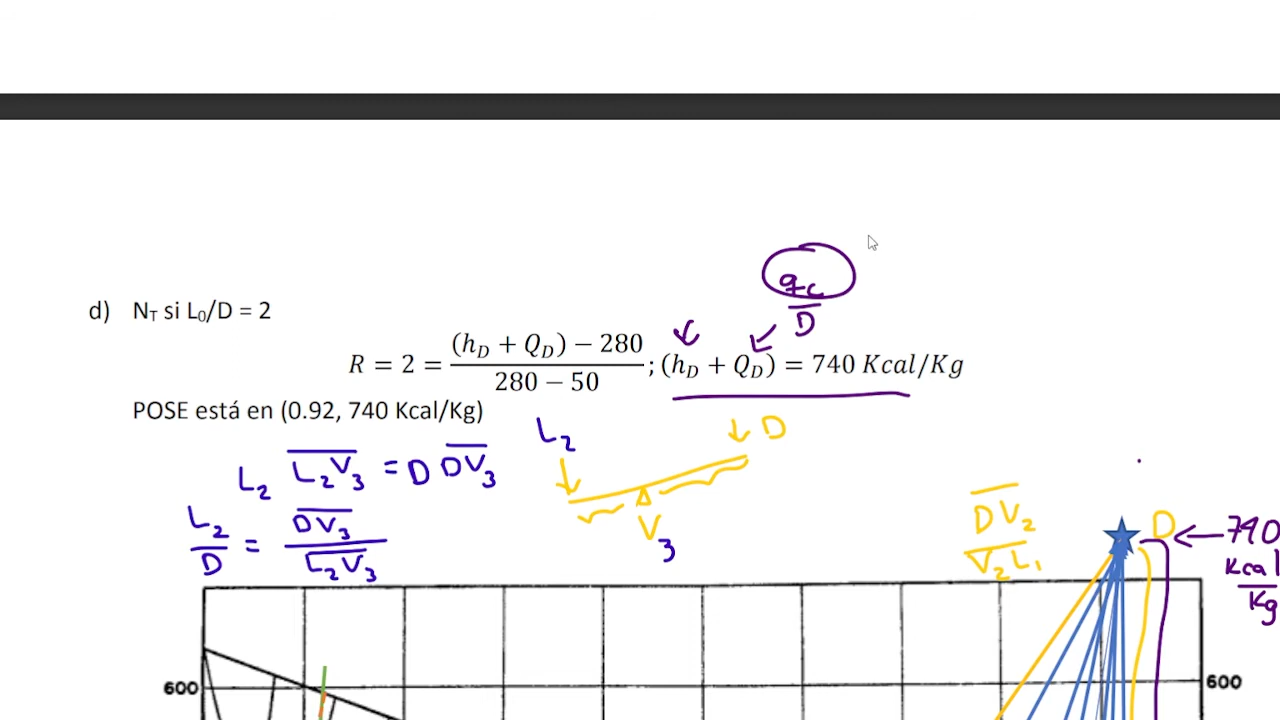 d) N_T si L_0/D = 2
q_c
D
R = 2 = (h_D + Q_D) − 280 / 280 − 50 ; (h_D + Q_D) = 740 Kcal/Kg
POSE está en (0.92, 740 Kcal/Kg)
L_2 D
L_2 L_2V_3 = D DV_3
L_2/D = DV_3/L_2V_3
V_3
DV_2
V_2L_1
D ← 740
Kcal
Kg
600 600